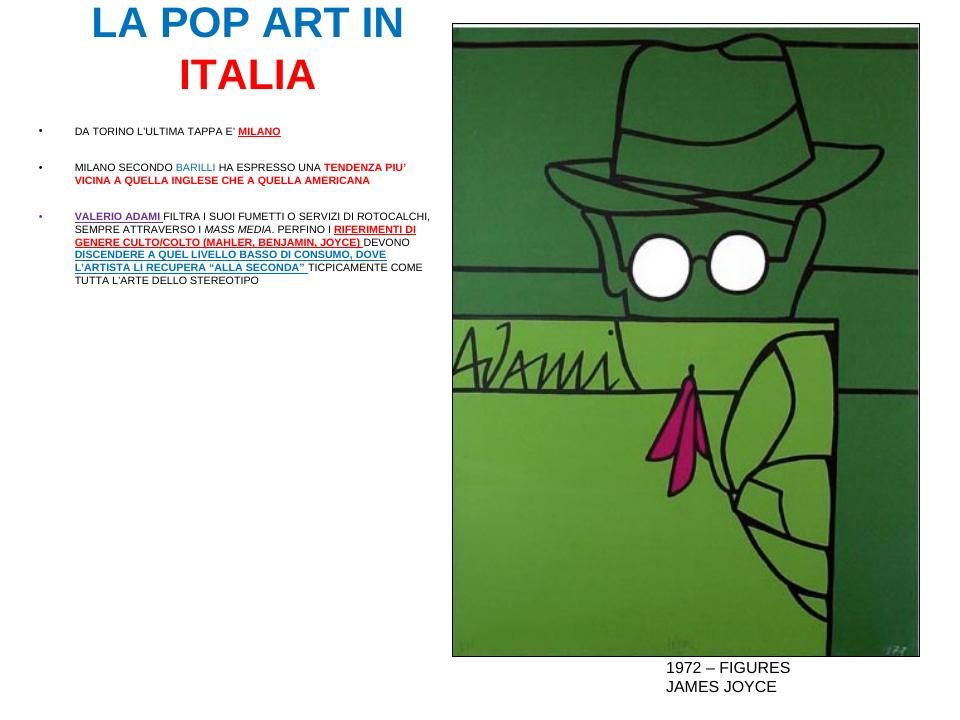 LA POP ART IN
ITALIA
• DA TORINO L'ULTIMA TAPPA E' MILANO
• MILANO SECONDO BARILLI HA ESPRESSO UNA TENDENZA PIU'
VICINA A QUELLA INGLESE CHE A QUELLA AMERICANA
• VALERIO ADAMI FILTRA I SUOI FUMETTI O SERVIZI DI ROTOCALCHI,
SEMPRE ATTRAVERSO I MASS MEDIA. PERFINO I RIFERIMENTI DI
GENERE CULTO/COLTO (MAHLER, BENJAMIN, JOYCE) DEVONO
DISCENDERE A QUEL LIVELLO BASSO DI CONSUMO, DOVE
L'ARTISTA LI RECUPERA “ALLA SECONDA” TICPICAMENTE COME
TUTTA L'ARTE DELLO STEREOTIPO
Adami
1972 – FIGURES
JAMES JOYCE